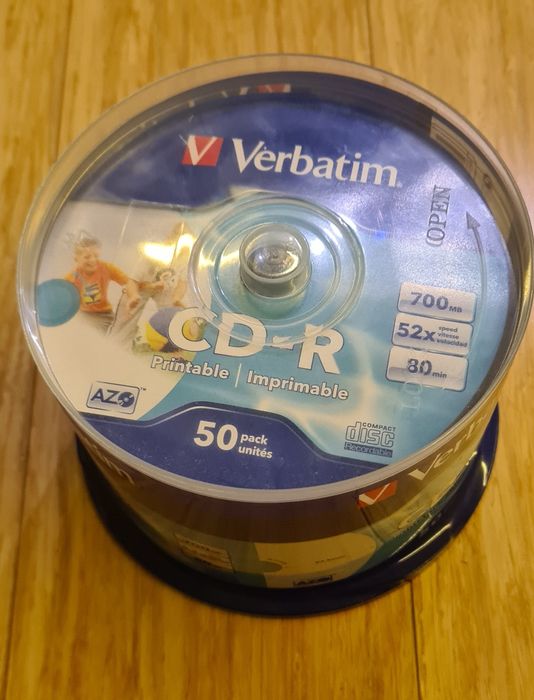 Verbatim
OPEN
700 MB
52x speed
vitesse
velocidad
80 min
CD-R
Printable | Imprimable
AZO™
50 pack
unités
COMPACT
disc
Recordable